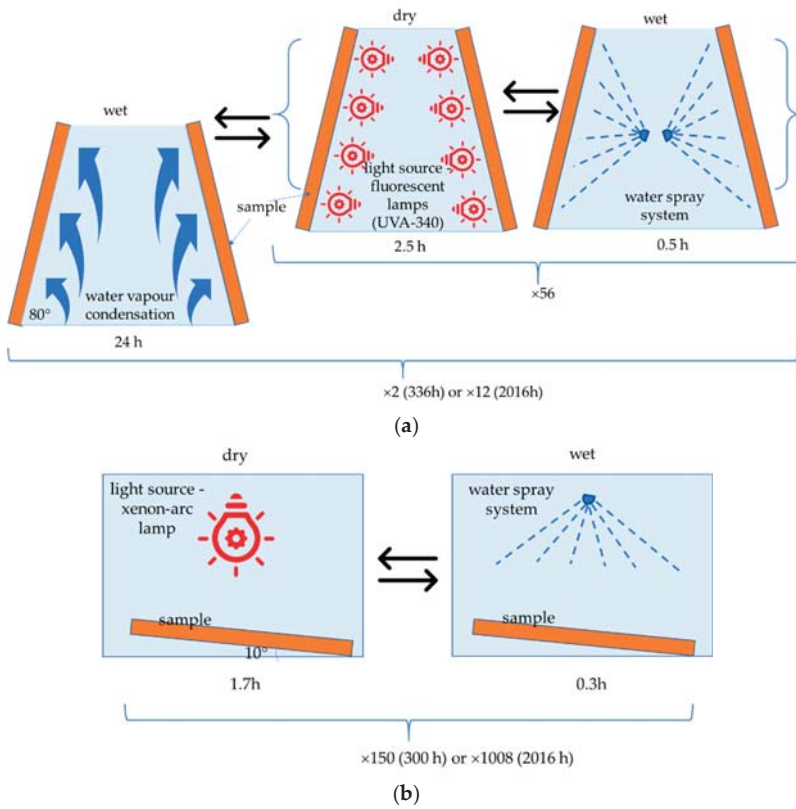 dry
wet
wet
sample
light source -
fluorescent
lamps
(UVA-340)
water spray
system
2.5 h
0.5 h
water vapour
condensation
80°
24 h
×56
×2 (336h) or ×12 (2016h)
(a)
dry
wet
light source -
xenon-arc
lamp
water spray
system
sample
sample
10°
1.7h
0.3h
×150 (300 h) or ×1008 (2016 h)
(b)